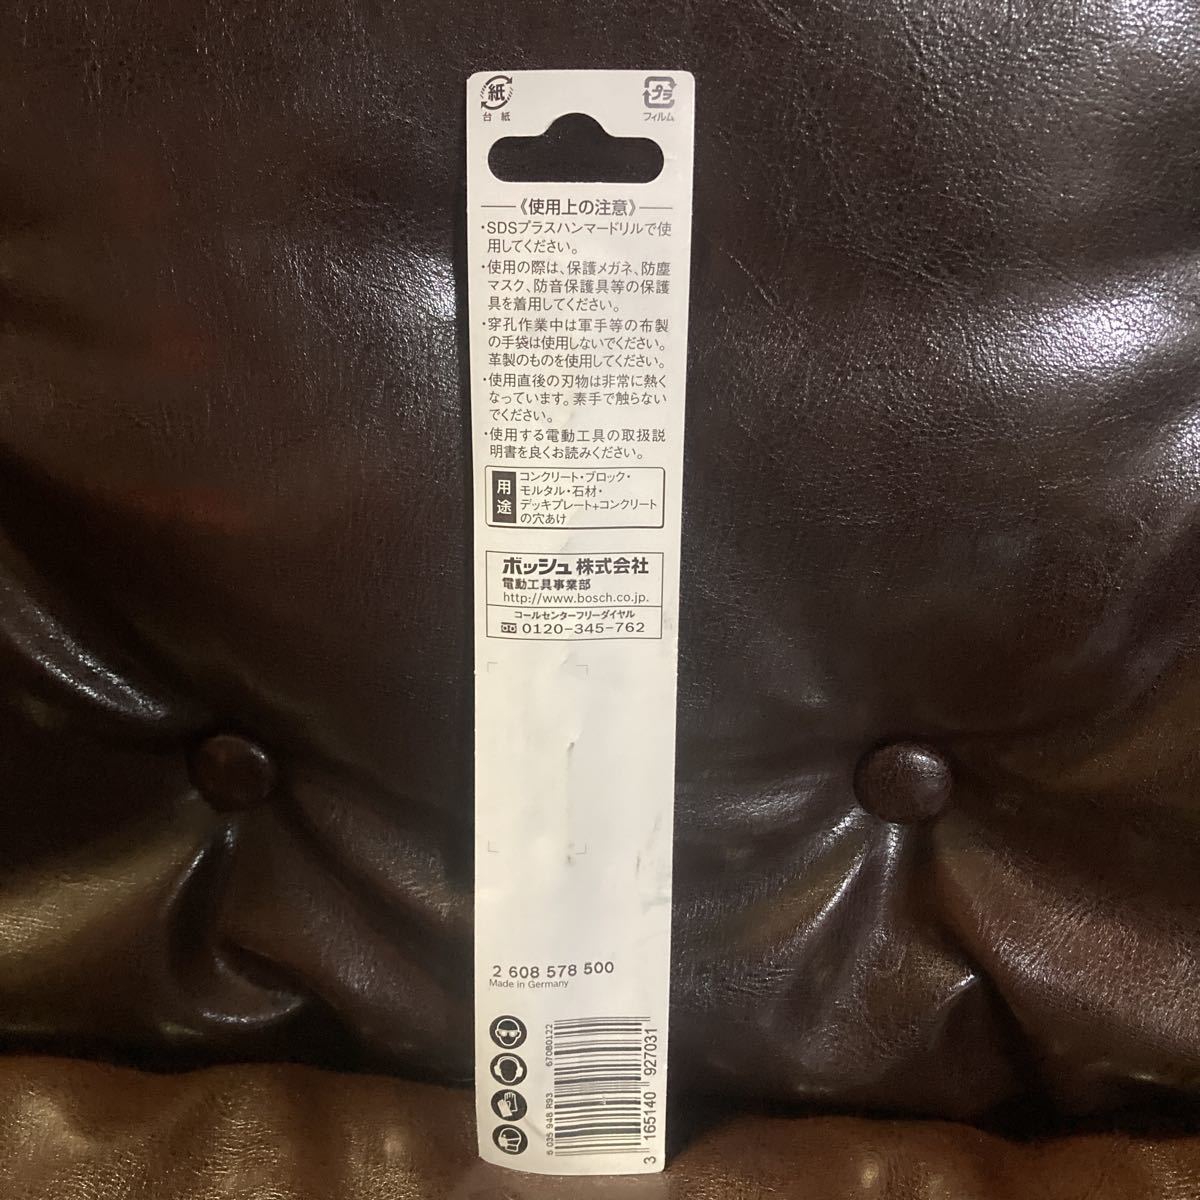 紙
台 紙
プラ
フィルム
《使用上の注意》
・SDSプラスハンマードリルで使
用してください。
・使用の際は、保護メガネ、防塵
マスク、防音保護具等の保護
具を着用してください。
・穿孔作業中は軍手等の布製
の手袋は使用しないでください。
革製のものを使用してください。
・使用直後の刃物は非常に熱く
なっています。素手で触らない
でください。
・使用する電動工具の取扱説
明書を良くお読みください。
用途
コンクリート・ブロック・
モルタル・石材・
デッキプレート+コンクリート
の穴あけ
ボッシュ株式会社
電動工具事業部
http://www.bosch.co.jp.
コールセンターフリーダイヤル
0120-345-762
2 608 578 500
Made in Germany
5 035 948 R93
67080122
3 165140 927031